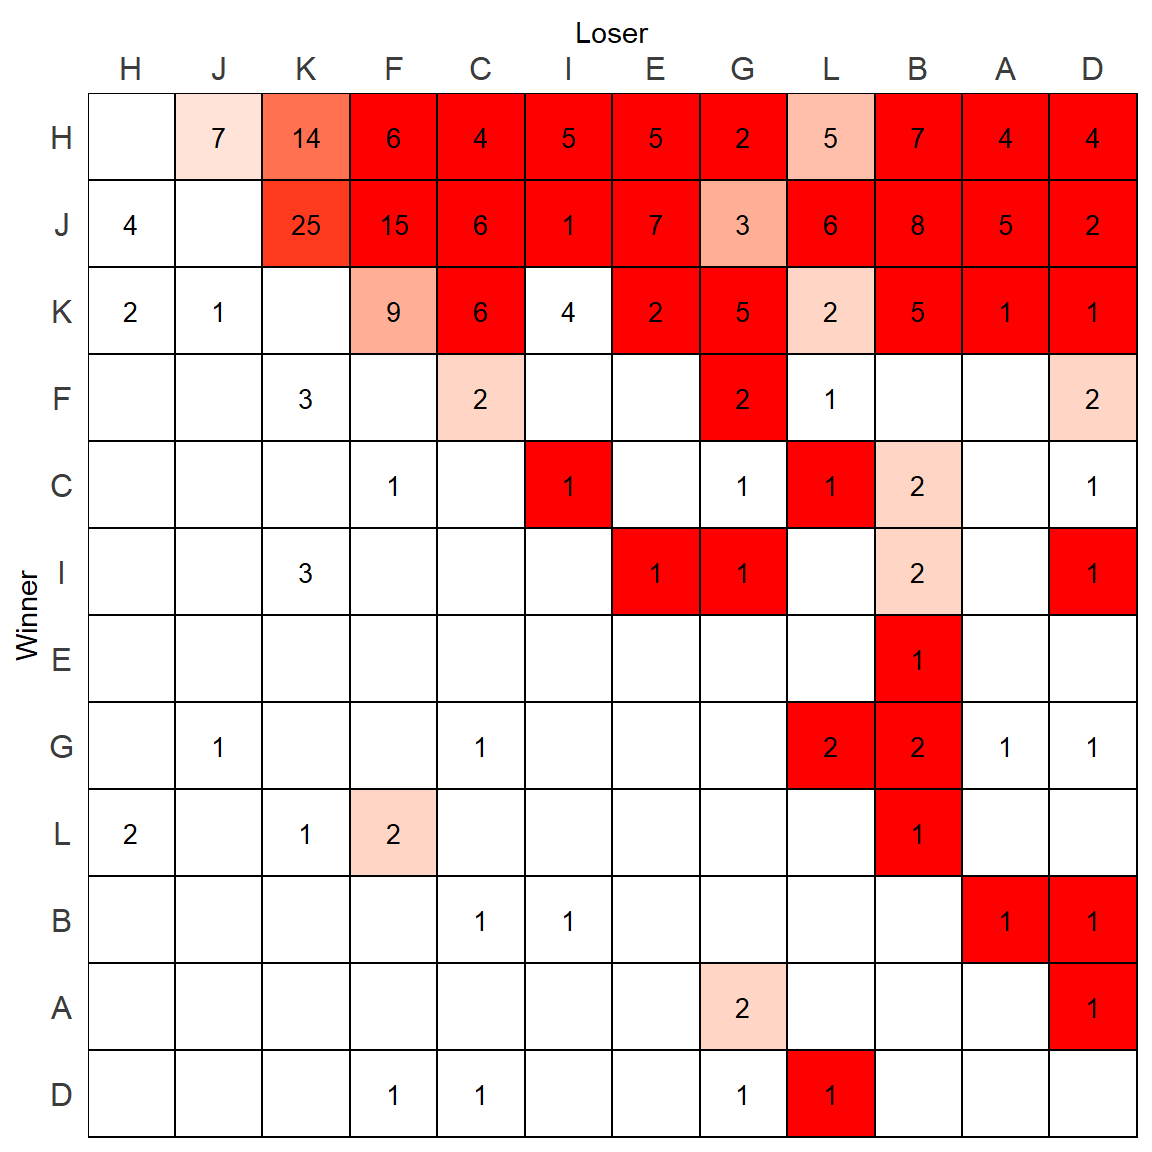 Loser
H J K F C I E G L B A D
H 7 14 6 4 5 5 2 5 7 4 4
J 4 25 15 6 1 7 3 6 8 5 2
K 2 1 9 6 4 2 5 2 5 1 1
F 3 2 2 1 2
C 1 1 1 1 2 1
Winner
I 3 1 1 2 1
E 1
G 1 1 2 2 1 1
L 2 1 2 1
B 1 1 1 1
A 2 1
D 1 1 1 1